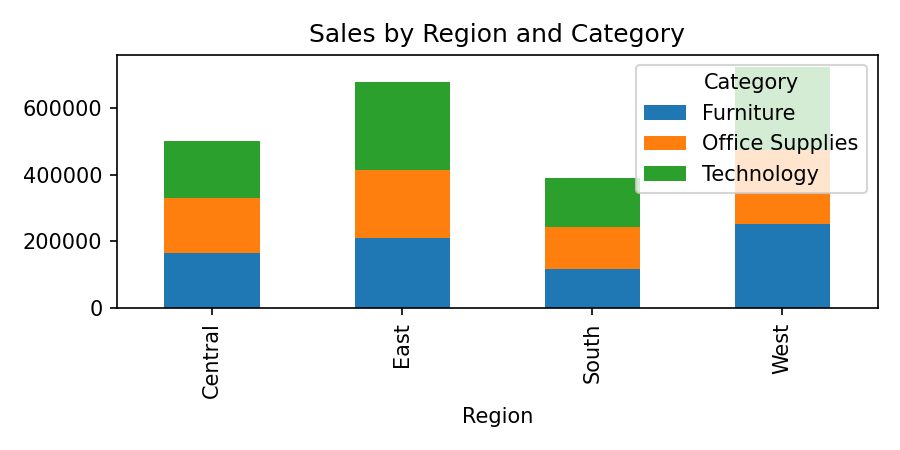 Sales by Region and Category
600000
400000
200000
0
Category
Furniture
Office Supplies
Technology
Central
East
South
West
Region